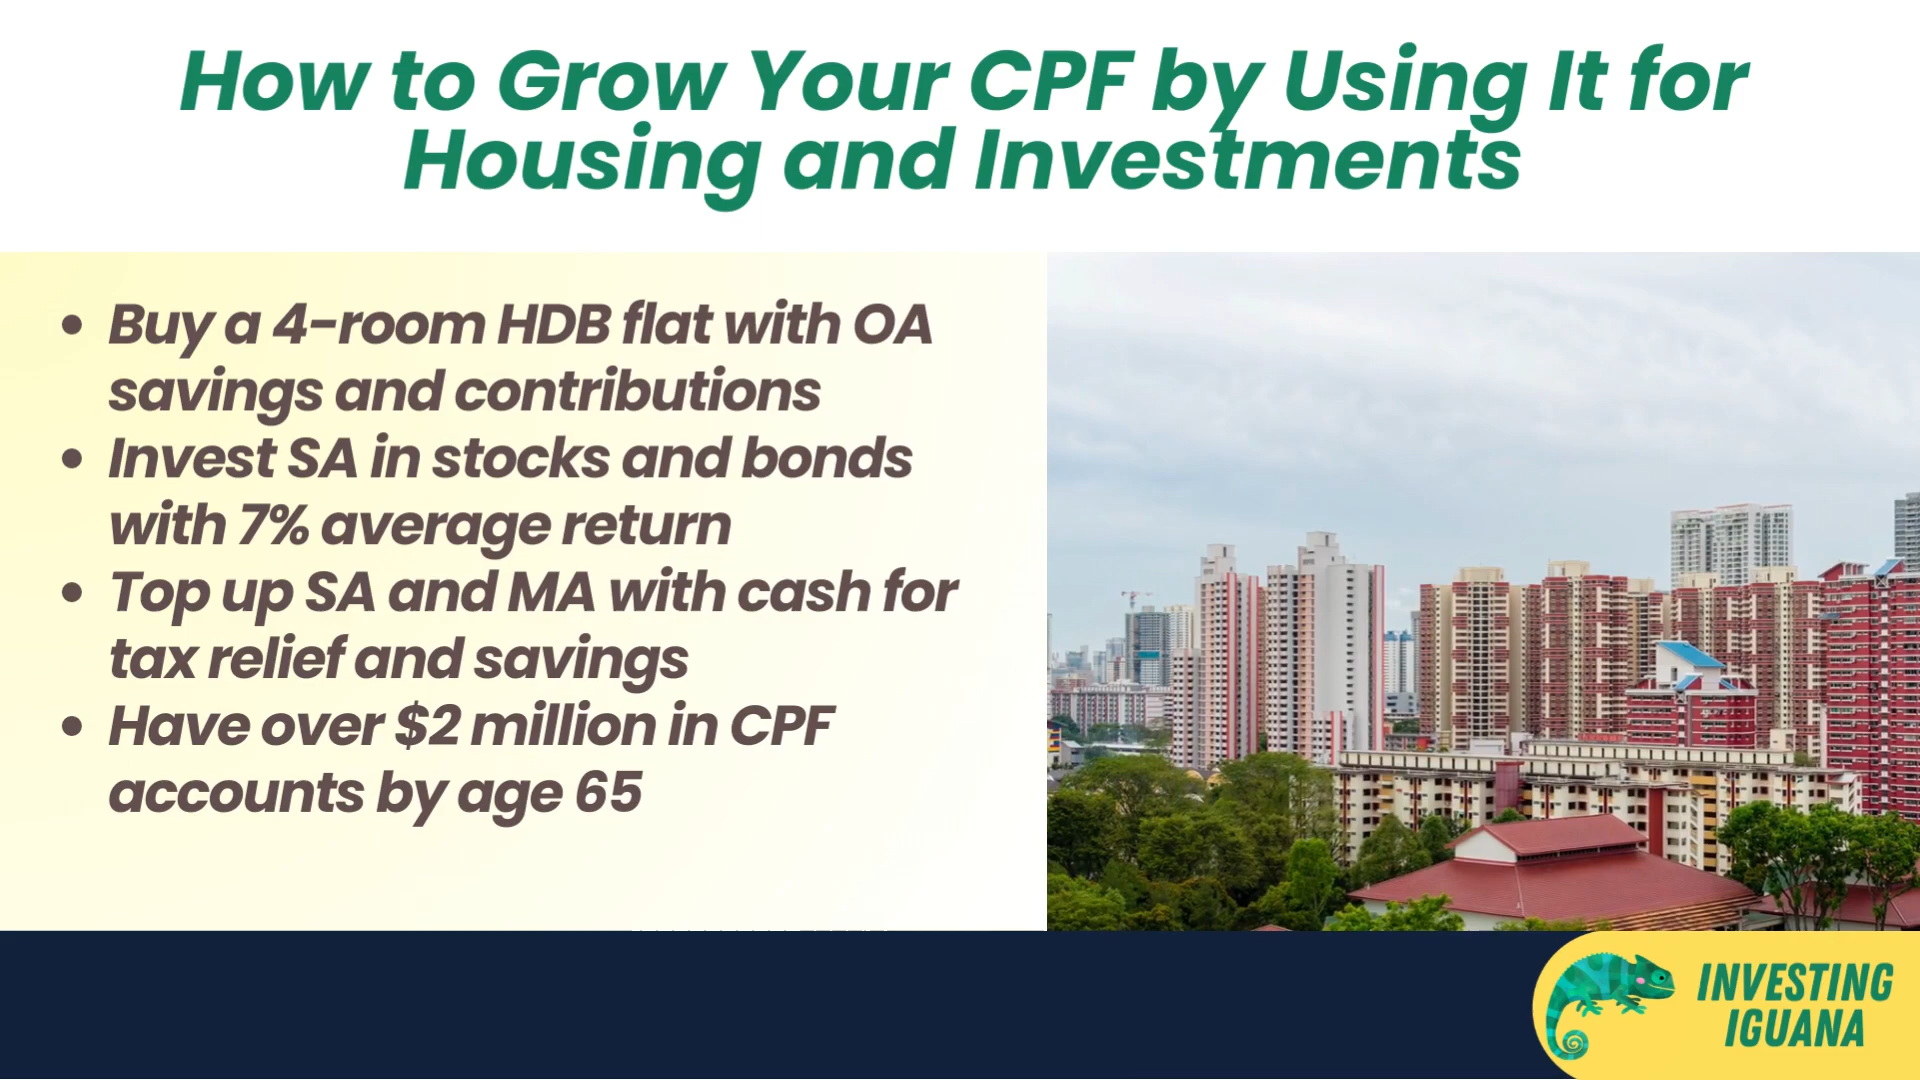 How to Grow Your CPF by Using It for
Housing and Investments
• Buy a 4-room HDB flat with OA
savings and contributions
• Invest SA in stocks and bonds
with 7% average return
• Top up SA and MA with cash for
tax relief and savings
• Have over $2 million in CPF
accounts by age 65
INVESTING
IGUANA